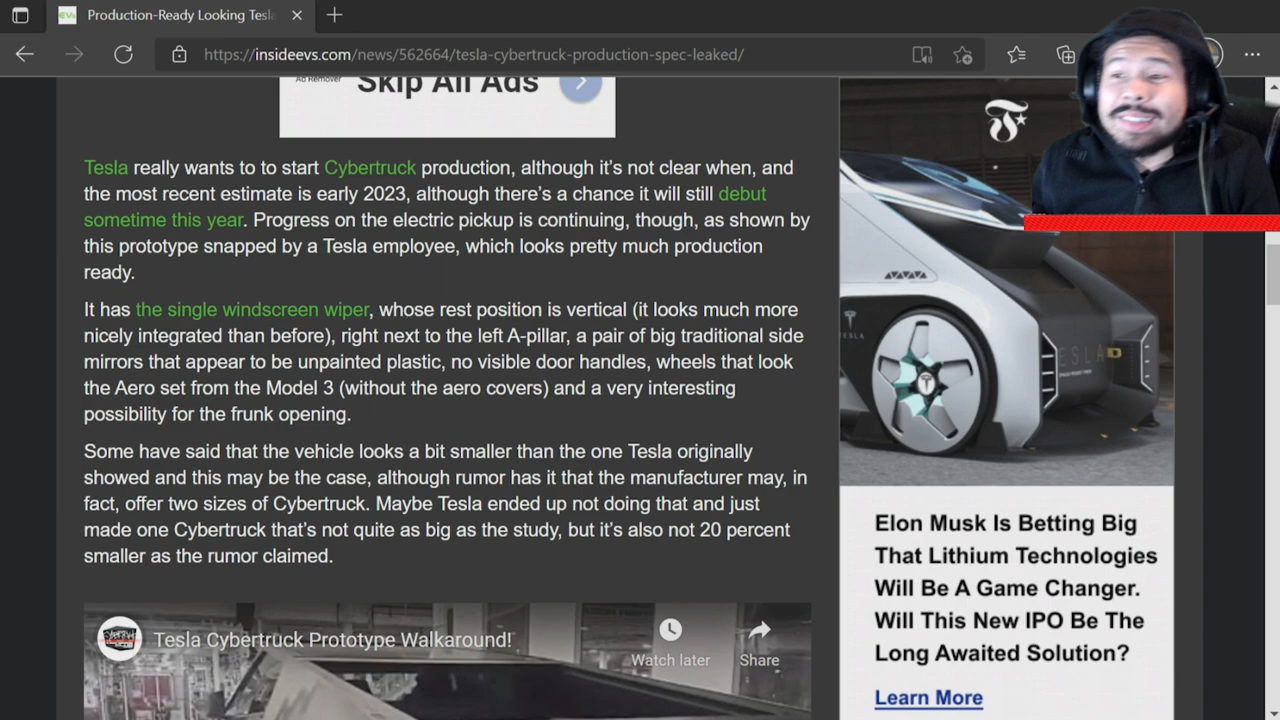 Production-Ready Looking Tesla
https://insideevs.com/news/562664/tesla-cybertruck-production-spec-leaked/
Ad Remover
Skip All Ads
Tesla really wants to to start Cybertruck production, although it's not clear when, and
the most recent estimate is early 2023, although there's a chance it will still debut
sometime this year. Progress on the electric pickup is continuing, though, as shown by
this prototype snapped by a Tesla employee, which looks pretty much production
ready.
It has the single windscreen wiper, whose rest position is vertical (it looks much more
nicely integrated than before), right next to the left A-pillar, a pair of big traditional side
mirrors that appear to be unpainted plastic, no visible door handles, wheels that look
the Aero set from the Model 3 (without the aero covers) and a very interesting
possibility for the frunk opening.
Some have said that the vehicle looks a bit smaller than the one Tesla originally
showed and this may be the case, although rumor has it that the manufacturer may, in
fact, offer two sizes of Cybertruck. Maybe Tesla ended up not doing that and just
made one Cybertruck that's not quite as big as the study, but it's also not 20 percent
smaller as the rumor claimed.
Tesla Cybertruck Prototype Walkaround!
Watch later
Share
TESLA
ESLA D
Elon Musk Is Betting Big
That Lithium Technologies
Will Be A Game Changer.
Will This New IPO Be The
Long Awaited Solution?
Learn More